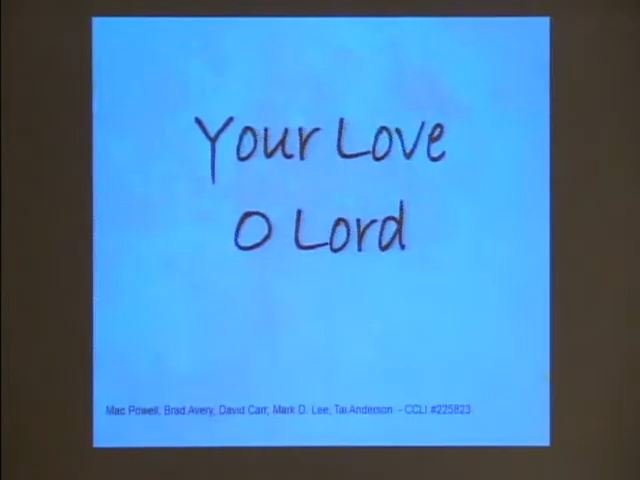 Your Love
O Lord
Mac Powell, Brad Avery, David Carr, Mark D. Lee, Tai Anderson - CCLI #225823